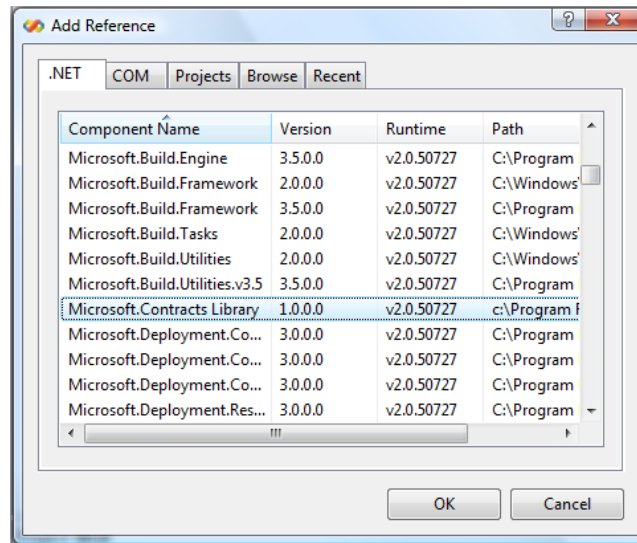 Add Reference
.NET COM Projects Browse Recent
Component Name Version Runtime Path
Microsoft.Build.Engine 3.5.0.0 v2.0.50727 C:\Program
Microsoft.Build.Framework 2.0.0.0 v2.0.50727 C:\Windows\
Microsoft.Build.Framework 3.5.0.0 v2.0.50727 C:\Program
Microsoft.Build.Tasks 2.0.0.0 v2.0.50727 C:\Windows\
Microsoft.Build.Utilities 2.0.0.0 v2.0.50727 C:\Windows\
Microsoft.Build.Utilities.v3.5 3.5.0.0 v2.0.50727 C:\Program
Microsoft.Contracts Library 1.0.0.0 v2.0.50727 c:\Program F
Microsoft.Deployment.Co... 3.0.0.0 v2.0.50727 C:\Program
Microsoft.Deployment.Co... 3.0.0.0 v2.0.50727 C:\Program
Microsoft.Deployment.Co... 3.0.0.0 v2.0.50727 C:\Program
Microsoft.Deployment.Res... 3.0.0.0 v2.0.50727 C:\Program
OK Cancel